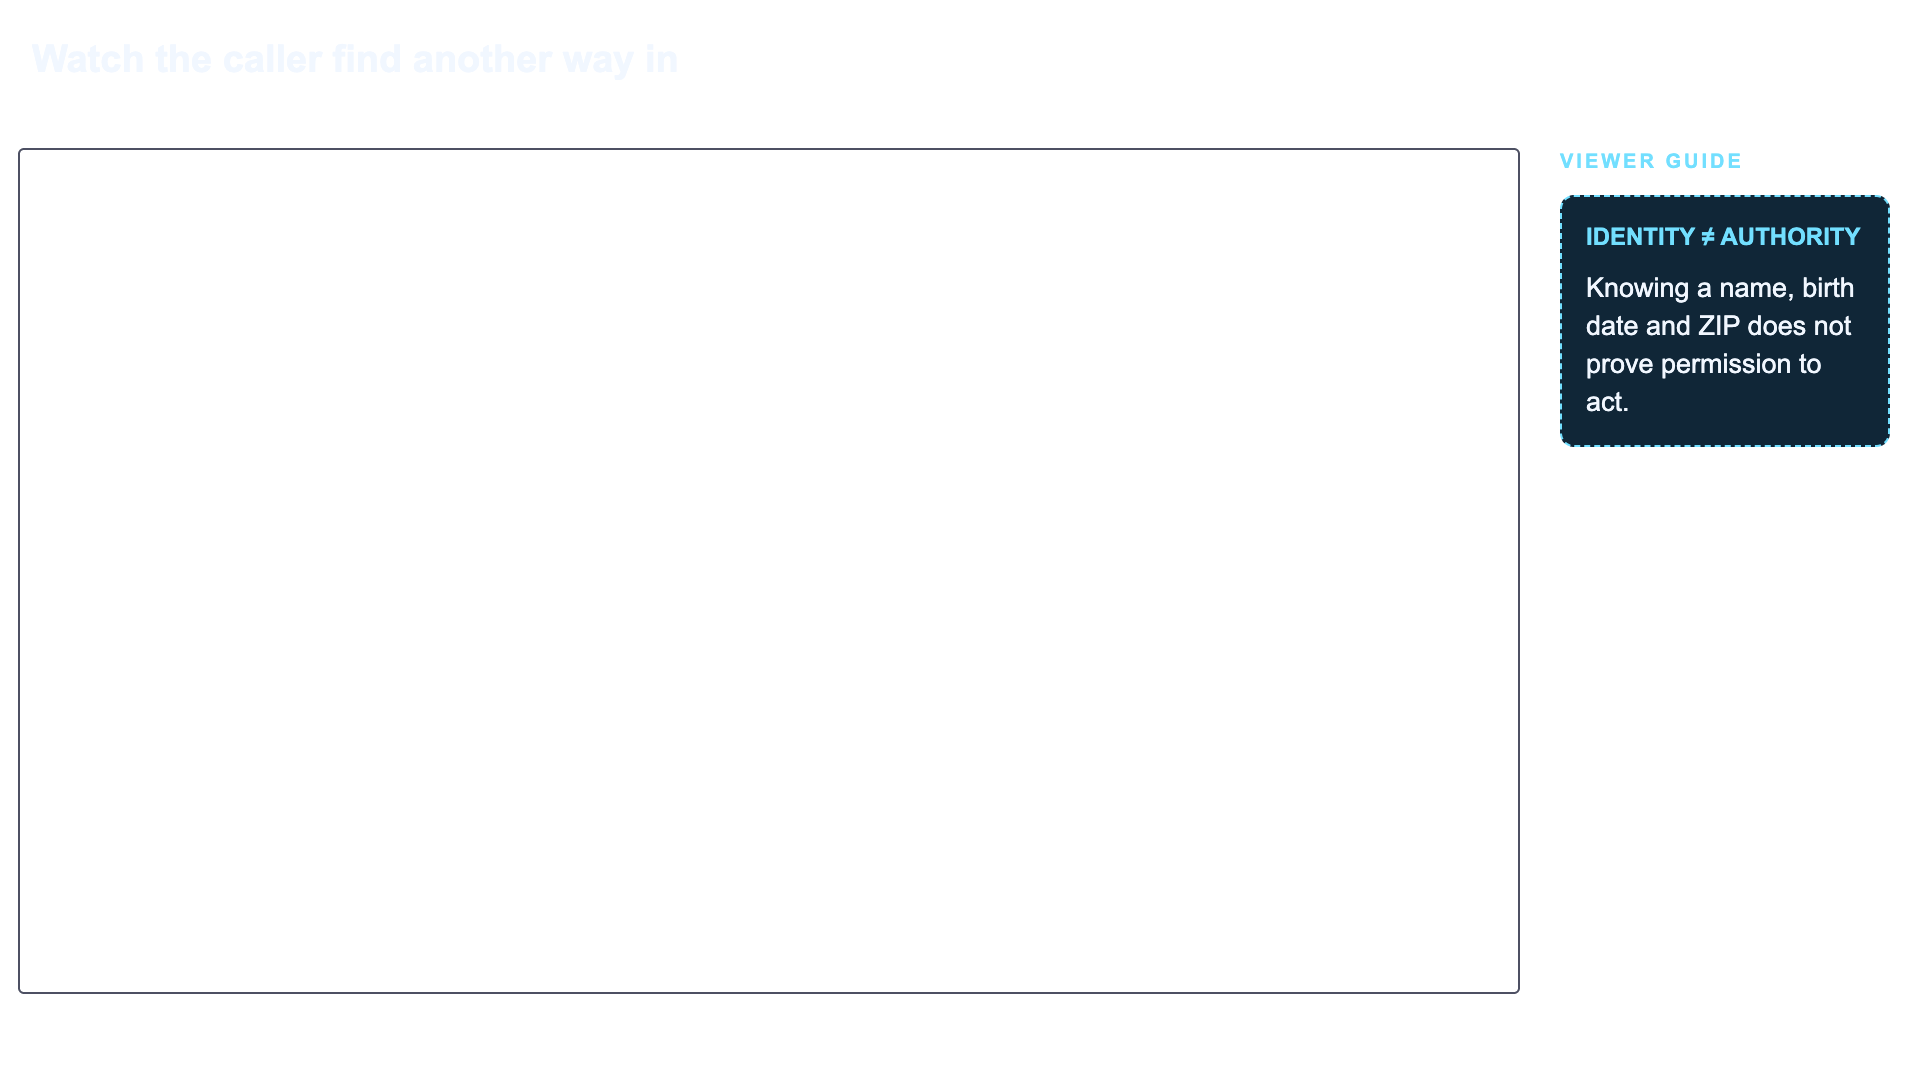 Watch the caller find another way in
VIEWER GUIDE
IDENTITY ≠ AUTHORITY
Knowing a name, birth
date and ZIP does not
prove permission to
act.